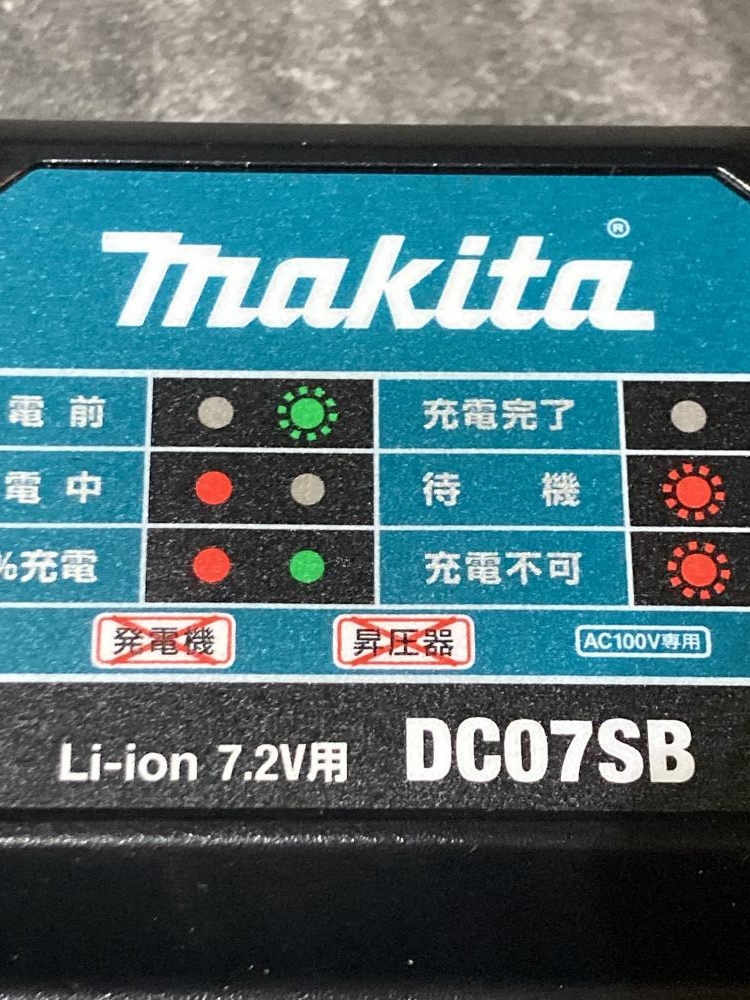 makita®
電前 充電完了
電中 待機
%充電 充電不可
発電機 昇圧器 AC100V専用
Li-ion 7.2V用 DC07SB